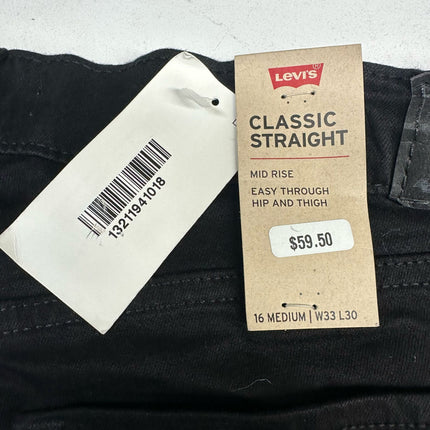 13211941018
LEVI'S®
CLASSIC
STRAIGHT
MID RISE
EASY THROUGH
HIP AND THIGH
$59.50
16 MEDIUM | W33 L30